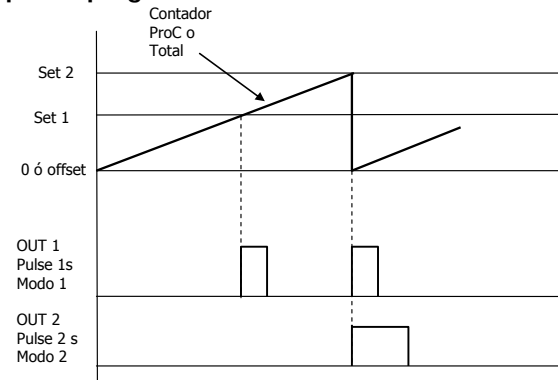 Contador
ProC o
Total
Set 2
Set 1
0 ó offset
OUT 1
Pulse 1s
Modo 1
OUT 2
Pulse 2 s
Modo 2